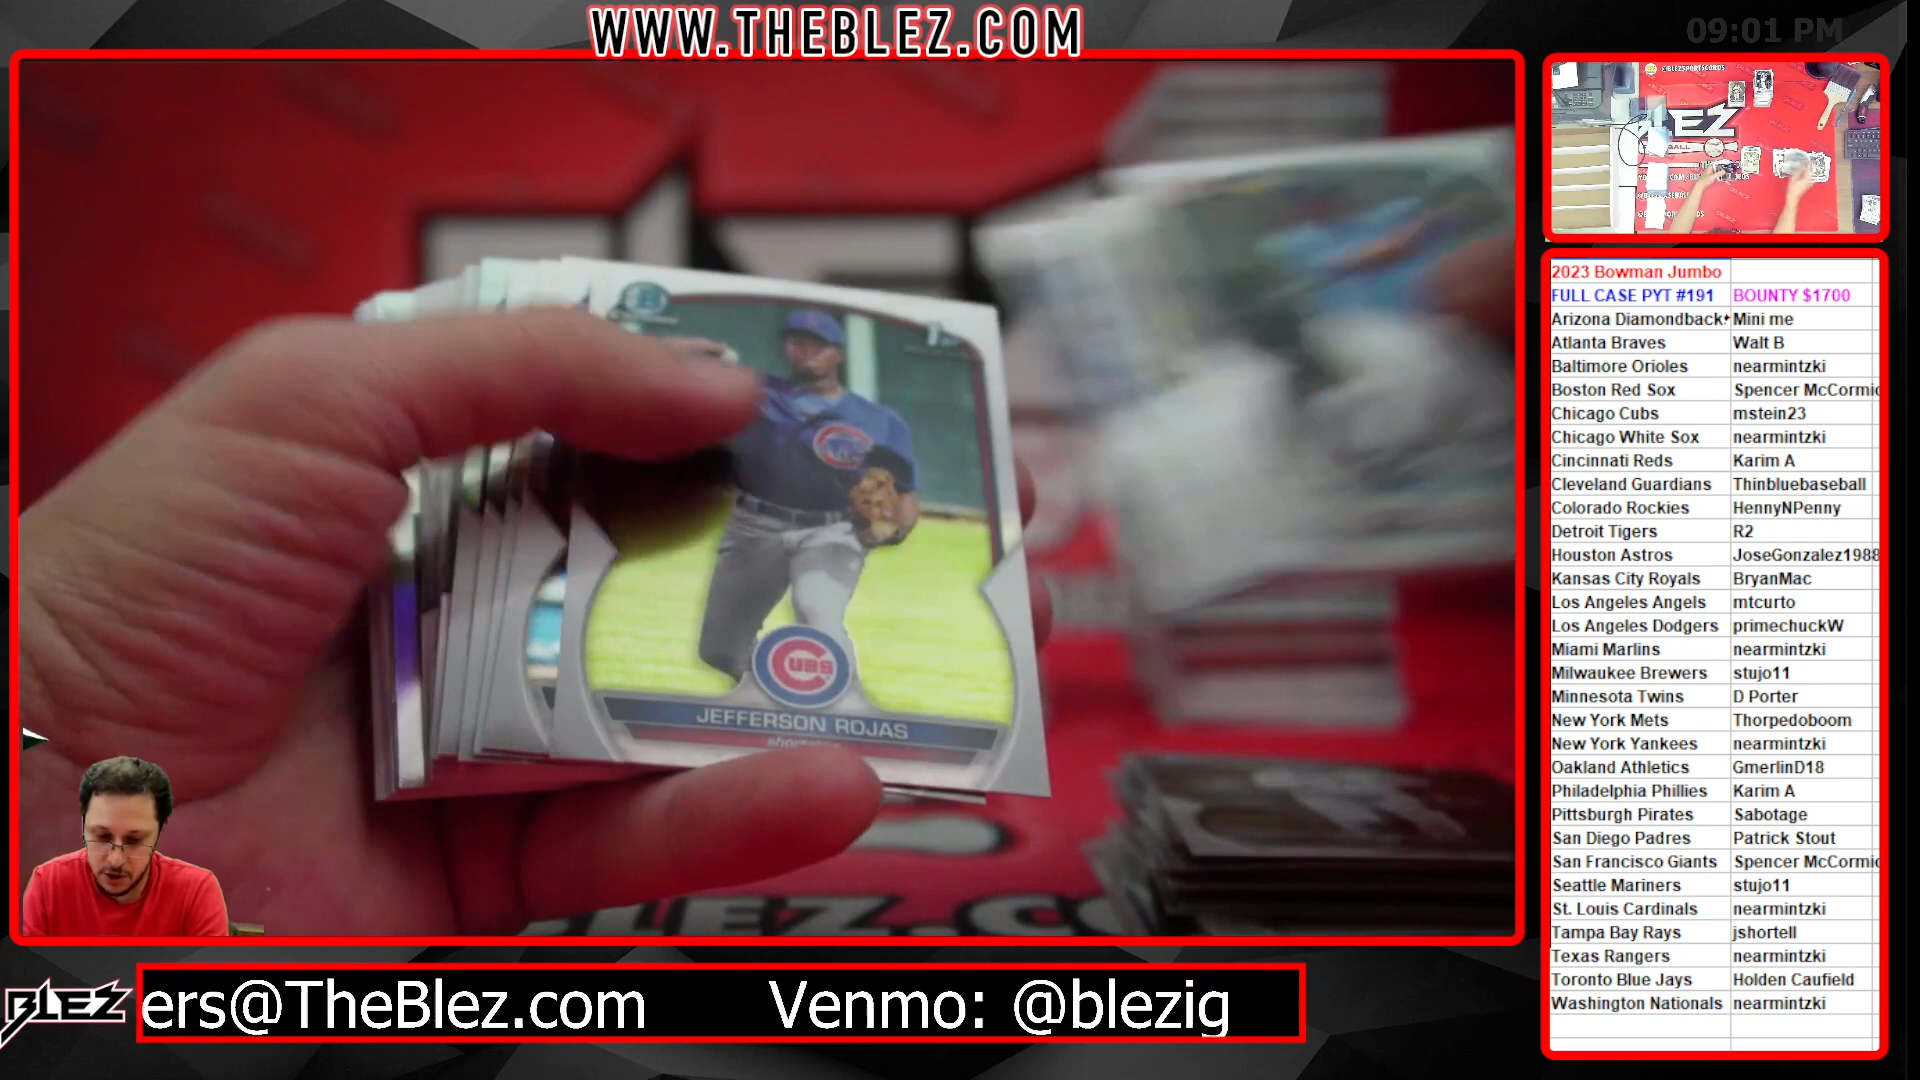 WWW.THEBLEZ.COM
09:01 PM
@BLEZSPORTSCARDS
BLEZ
2023 Bowman Jumbo
FULL CASE PYT #191 BOUNTY $1700
Arizona Diamondback Mini me
Atlanta Braves Walt B
Baltimore Orioles nearmintzki
Boston Red Sox Spencer McCormic
Chicago Cubs mstein23
Chicago White Sox nearmintzki
Cincinnati Reds Karim A
Cleveland Guardians Thinbluebaseball
Colorado Rockies HennyNPenny
Detroit Tigers R2
Houston Astros JoseGonzalez1988
Kansas City Royals BryanMac
Los Angeles Angels mtcurto
Los Angeles Dodgers primechuckW
Miami Marlins nearmintzki
Milwaukee Brewers stujo11
Minnesota Twins D Porter
New York Mets Thorpedoboom
New York Yankees nearmintzki
Oakland Athletics GmerlinD18
Philadelphia Phillies Karim A
Pittsburgh Pirates Sabotage
San Diego Padres Patrick Stout
San Francisco Giants Spencer McCormic
Seattle Mariners stujo11
St. Louis Cardinals nearmintzki
Tampa Bay Rays jshortell
Texas Rangers nearmintzki
Toronto Blue Jays Holden Caufield
Washington Nationals nearmintzki
1st
CUBS
JEFFERSON ROJAS
LEZ.CO
BLEZ
ers@TheBlez.com Venmo: @blezig